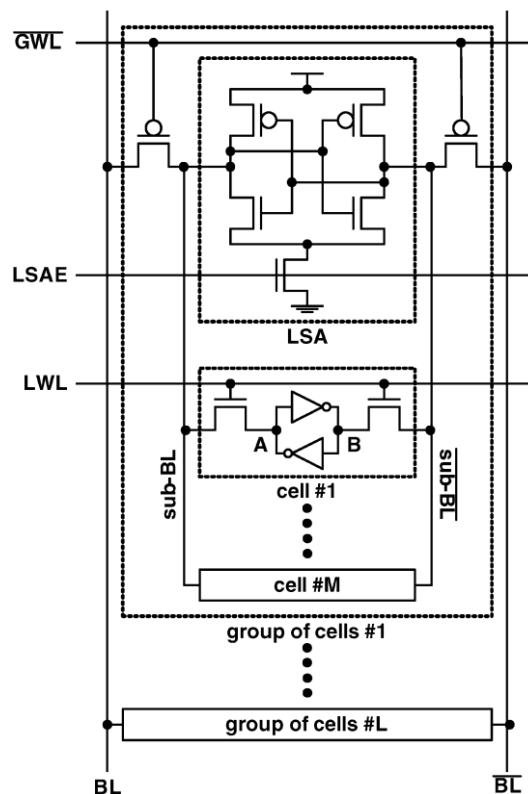 GWL
LSAE
LSA
LWL
A
B
sub-BL
sub-BL
cell #1
cell #M
group of cells #1
group of cells #L
BL
BL